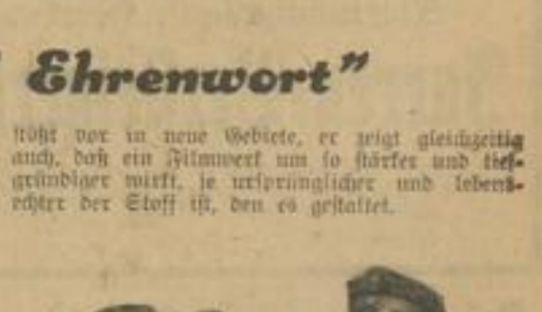 Ehrenwort"
stößt vor in neue Gebiete, er zeigt gleichzeitig
auch, daß ein Filmwerk um so stärker und tief-
gründiger wirkt, je ursprünglicher und lebens-
echter der Stoff ist, den es gestaltet.